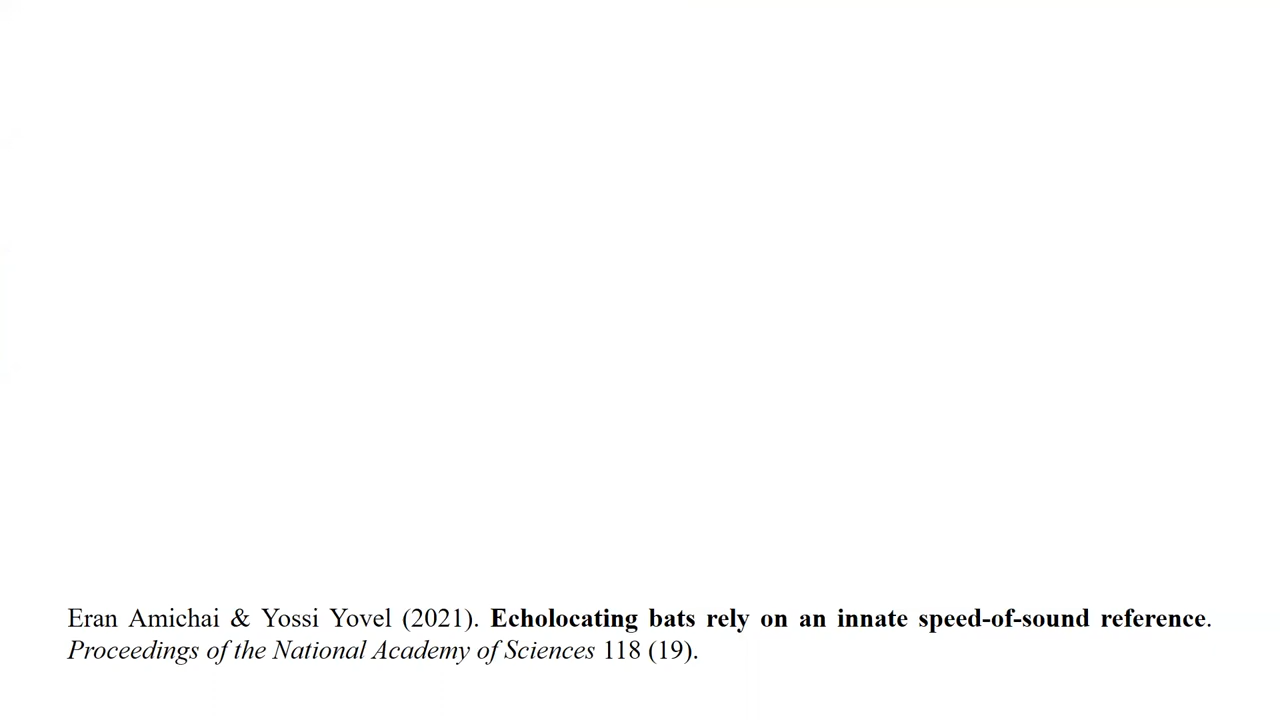 Eran Amichai & Yossi Yovel (2021). Echolocating bats rely on an innate speed-of-sound reference.
Proceedings of the National Academy of Sciences 118 (19).